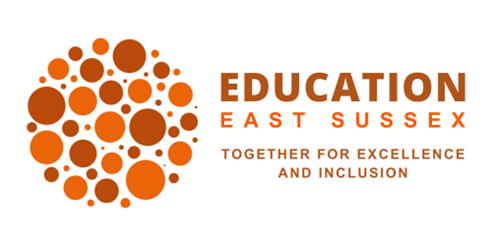 EDUCATION
EAST SUSSEX
TOGETHER FOR EXCELLENCE
AND INCLUSION